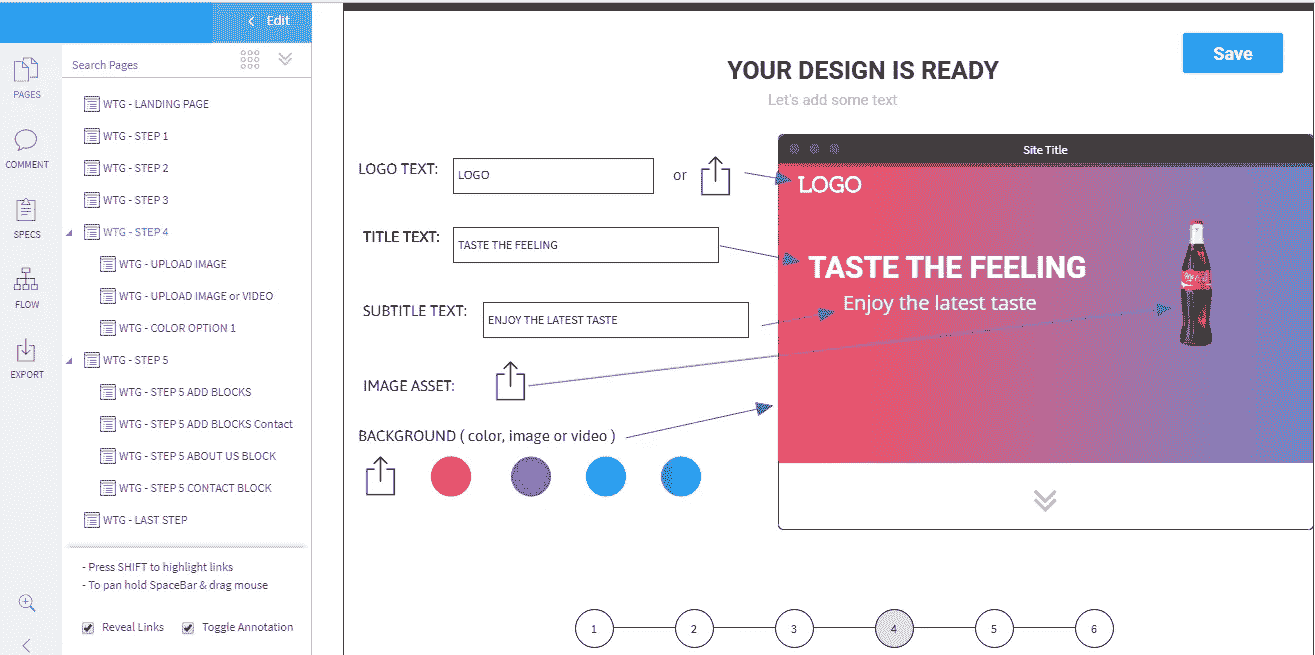 Edit
Search Pages
PAGES
COMMENT
SPECS
FLOW
EXPORT
WTG - LANDING PAGE
WTG - STEP 1
WTG - STEP 2
WTG - STEP 3
WTG - STEP 4
WTG - UPLOAD IMAGE
WTG - UPLOAD IMAGE or VIDEO
WTG - COLOR OPTION 1
WTG - STEP 5
WTG - STEP 5 ADD BLOCKS
WTG - STEP 5 ADD BLOCKS Contact
WTG - STEP 5 ABOUT US BLOCK
WTG - STEP 5 CONTACT BLOCK
WTG - LAST STEP
- Press SHIFT to highlight links
- To pan hold SpaceBar & drag mouse
Reveal Links
Toggle Annotation
YOUR DESIGN IS READY
Let's add some text
Save
LOGO TEXT:
LOGO
or
TITLE TEXT:
TASTE THE FEELING
SUBTITLE TEXT:
ENJOY THE LATEST TASTE
IMAGE ASSET:
BACKGROUND ( color, image or video )
Site Title
LOGO
TASTE THE FEELING
Enjoy the latest taste
1 2 3 4 5 6